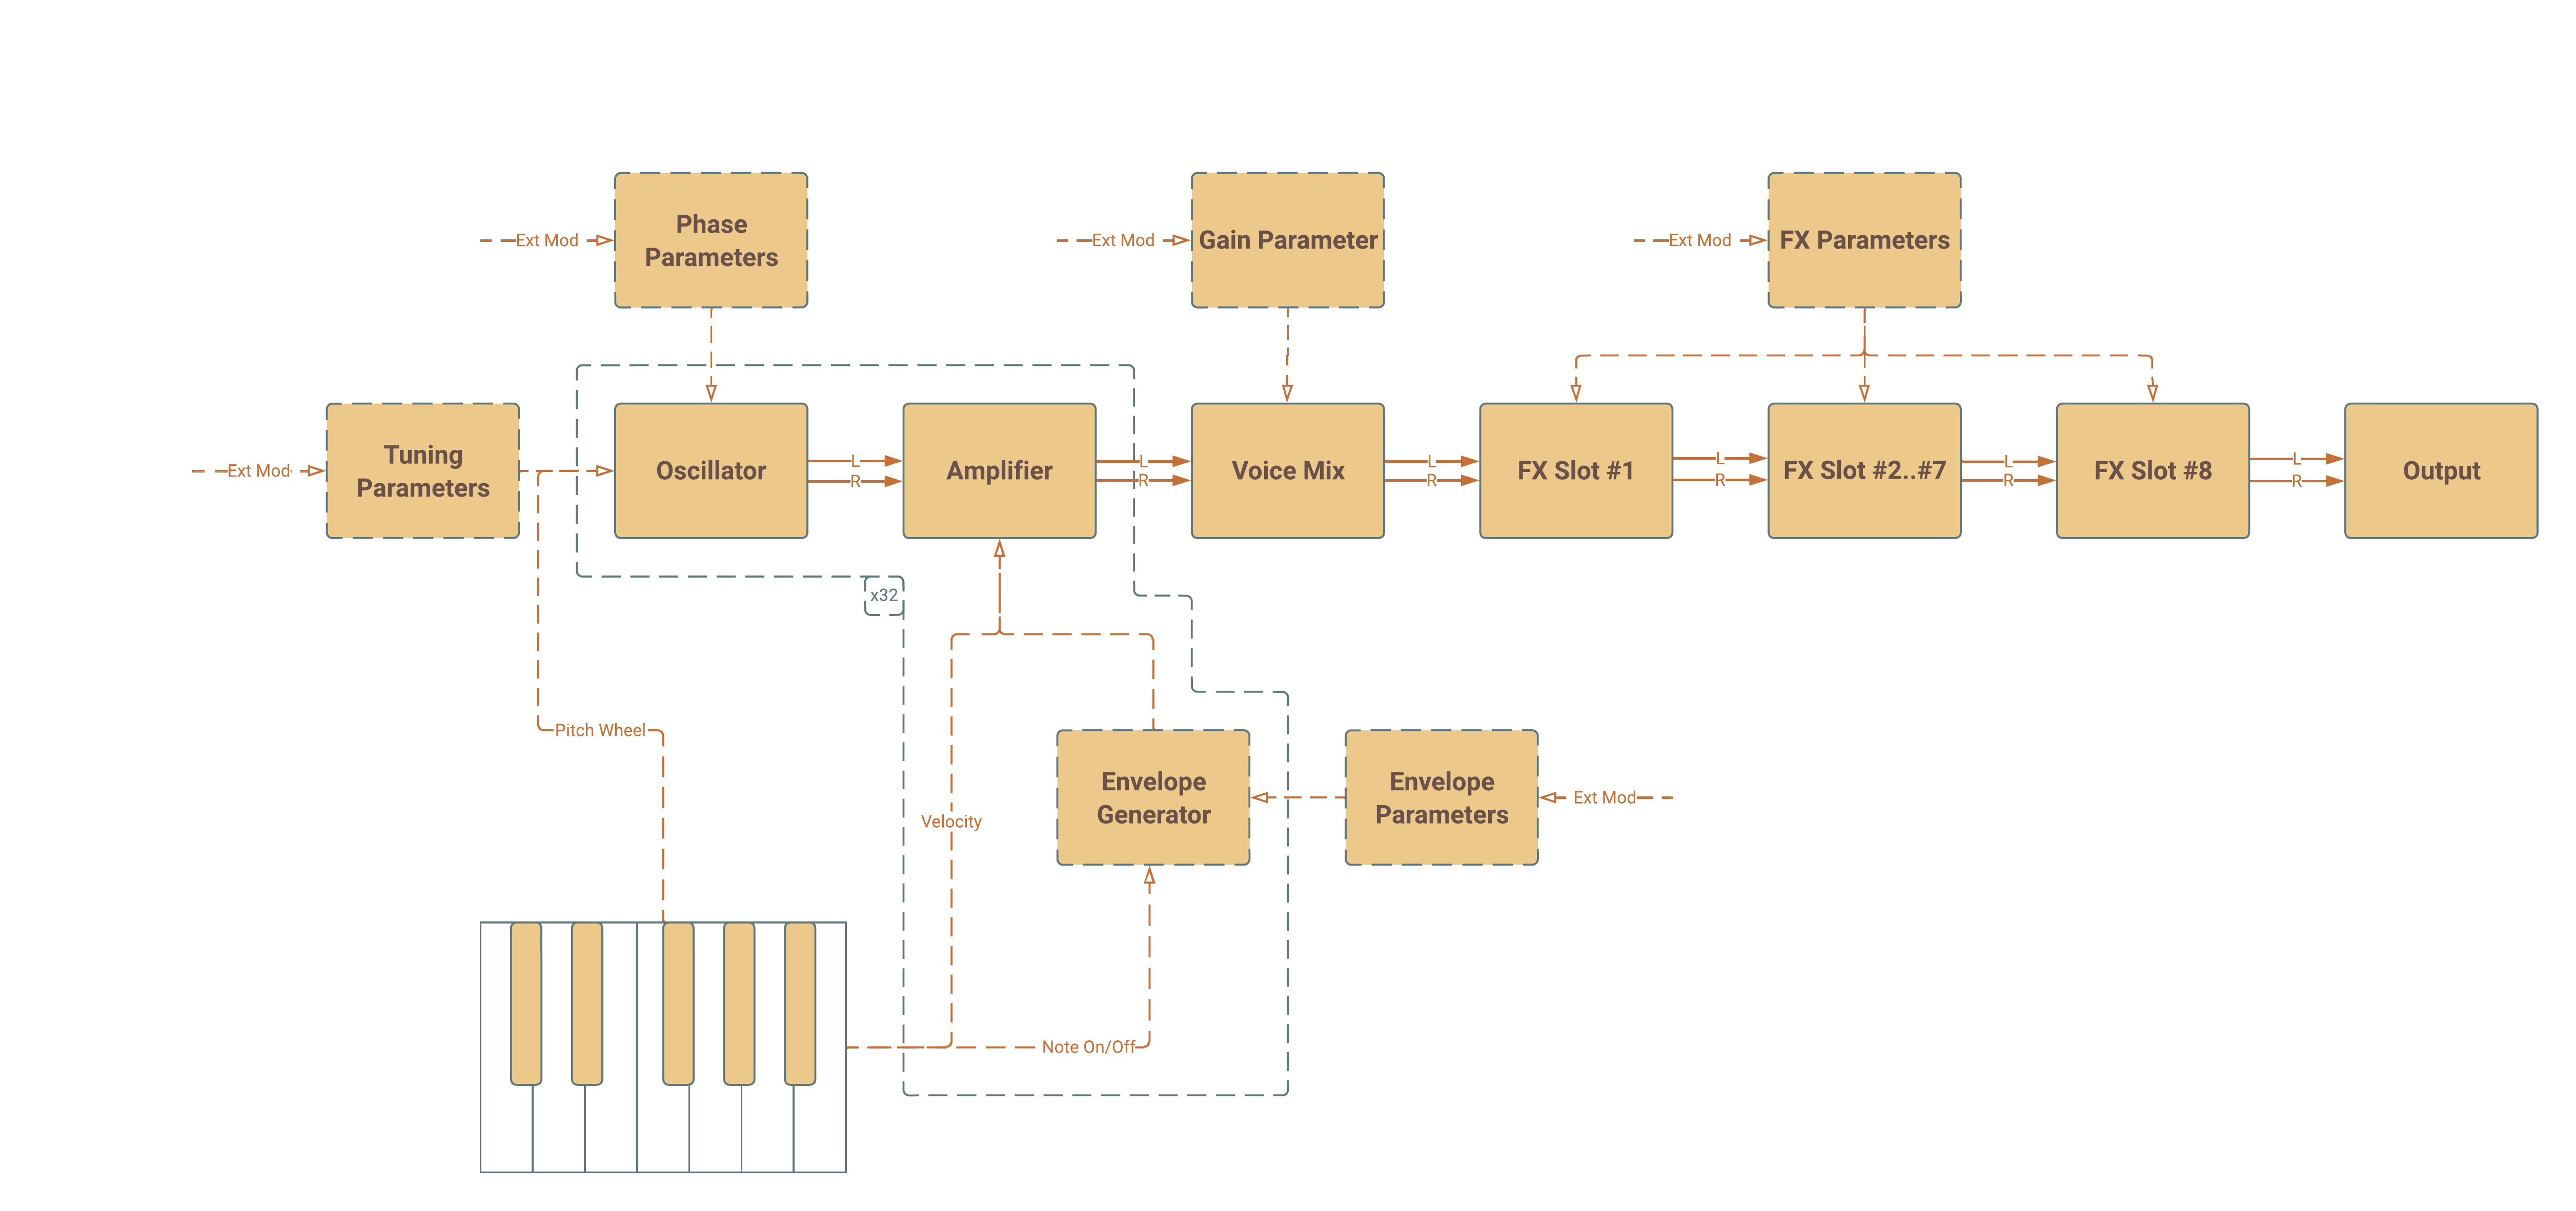 Phase
Parameters
Ext Mod
Gain Parameter
Ext Mod
FX Parameters
Ext Mod
Tuning
Parameters
Ext Mod
Oscillator
L
R
Amplifier
L
R
Voice Mix
L
R
FX Slot #1
L
R
FX Slot #2..#7
L
R
FX Slot #8
L
R
Output
x32
Pitch Wheel
Velocity
Envelope
Generator
Envelope
Parameters
Ext Mod
Note On/Off